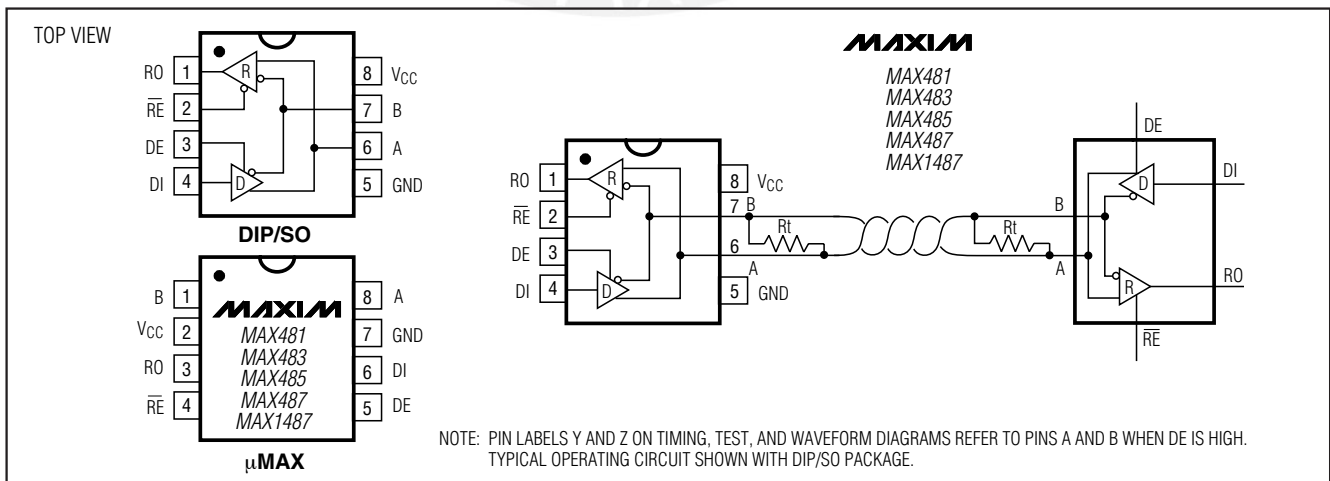 TOP VIEW
RO 1
R̅E̅ 2
DE 3
DI 4
8 VCC
7 B
6 A
5 GND
R
D
DIP/SO
B 1
VCC 2
RO 3
R̅E̅ 4
8 A
7 GND
6 DI
5 DE
MAXIM
MAX481
MAX483
MAX485
MAX487
MAX1487
µMAX
MAXIM
MAX481
MAX483
MAX485
MAX487
MAX1487
RO 1
R̅E̅ 2
DE 3
DI 4
R
D
8 VCC
7 B
6
A
5 GND
Rt
Rt
B
A
DE
D
DI
R
RO
R̅E̅
NOTE: PIN LABELS Y AND Z ON TIMING, TEST, AND WAVEFORM DIAGRAMS REFER TO PINS A AND B WHEN DE IS HIGH.
TYPICAL OPERATING CIRCUIT SHOWN WITH DIP/SO PACKAGE.